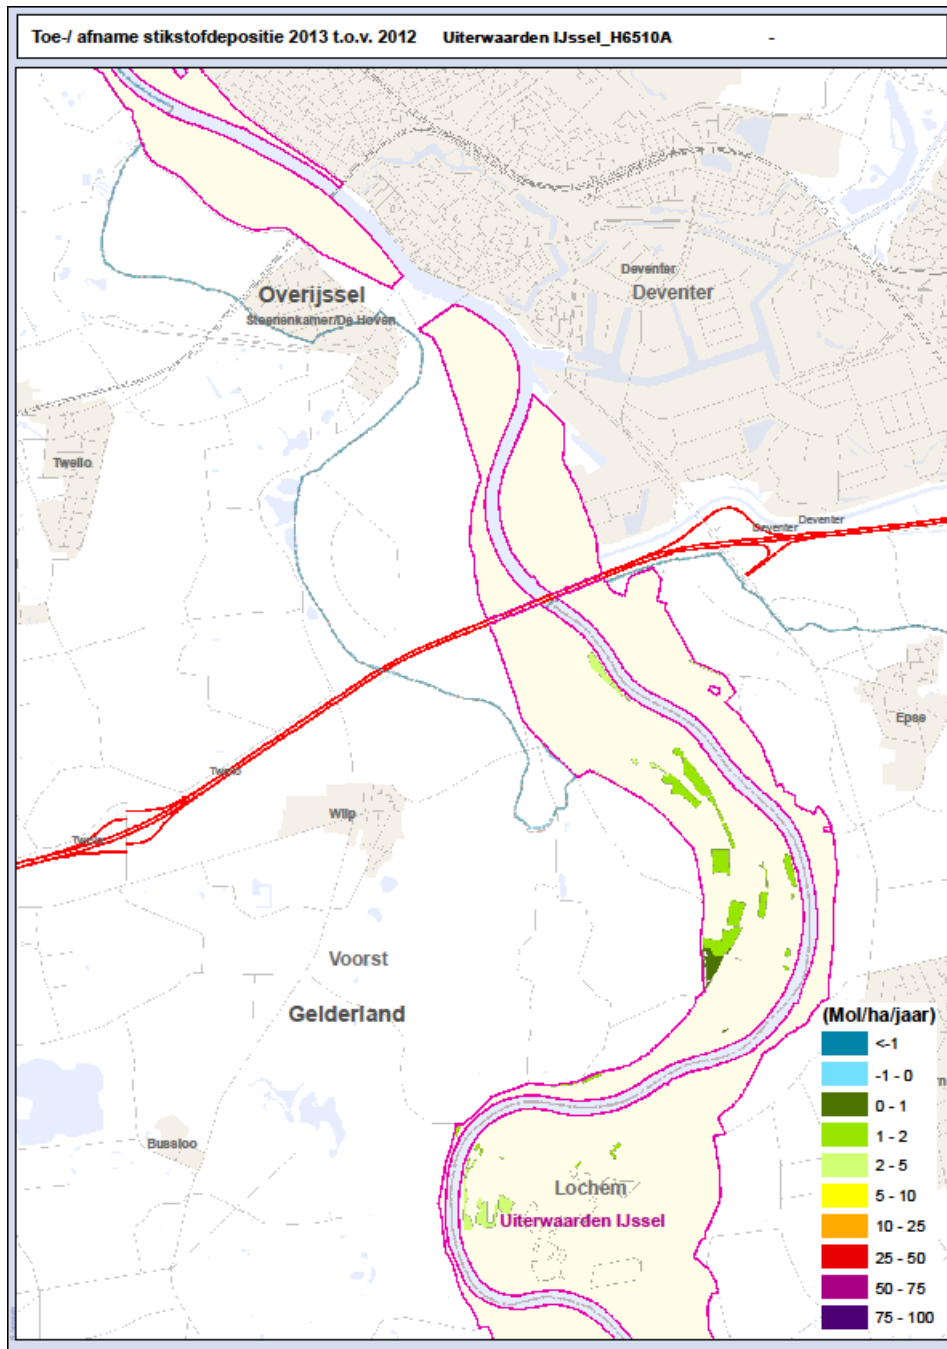 Toe-/ afname stikstofdepositie 2013 t.o.v. 2012 Uiterwaarden IJssel_H6510A -
Deventer
Deventer
Overijssel
Steenenkamer/De Hoven
Twello
Deventer
Deventer
Epse
Twello
Wilp
Twello
Voorst
Gelderland
(Mol/ha/jaar)
<-1
-1 - 0
0 - 1
1 - 2
2 - 5
5 - 10
10 - 25
25 - 50
50 - 75
75 - 100
Bussloo
Lochem
Uiterwaarden IJssel